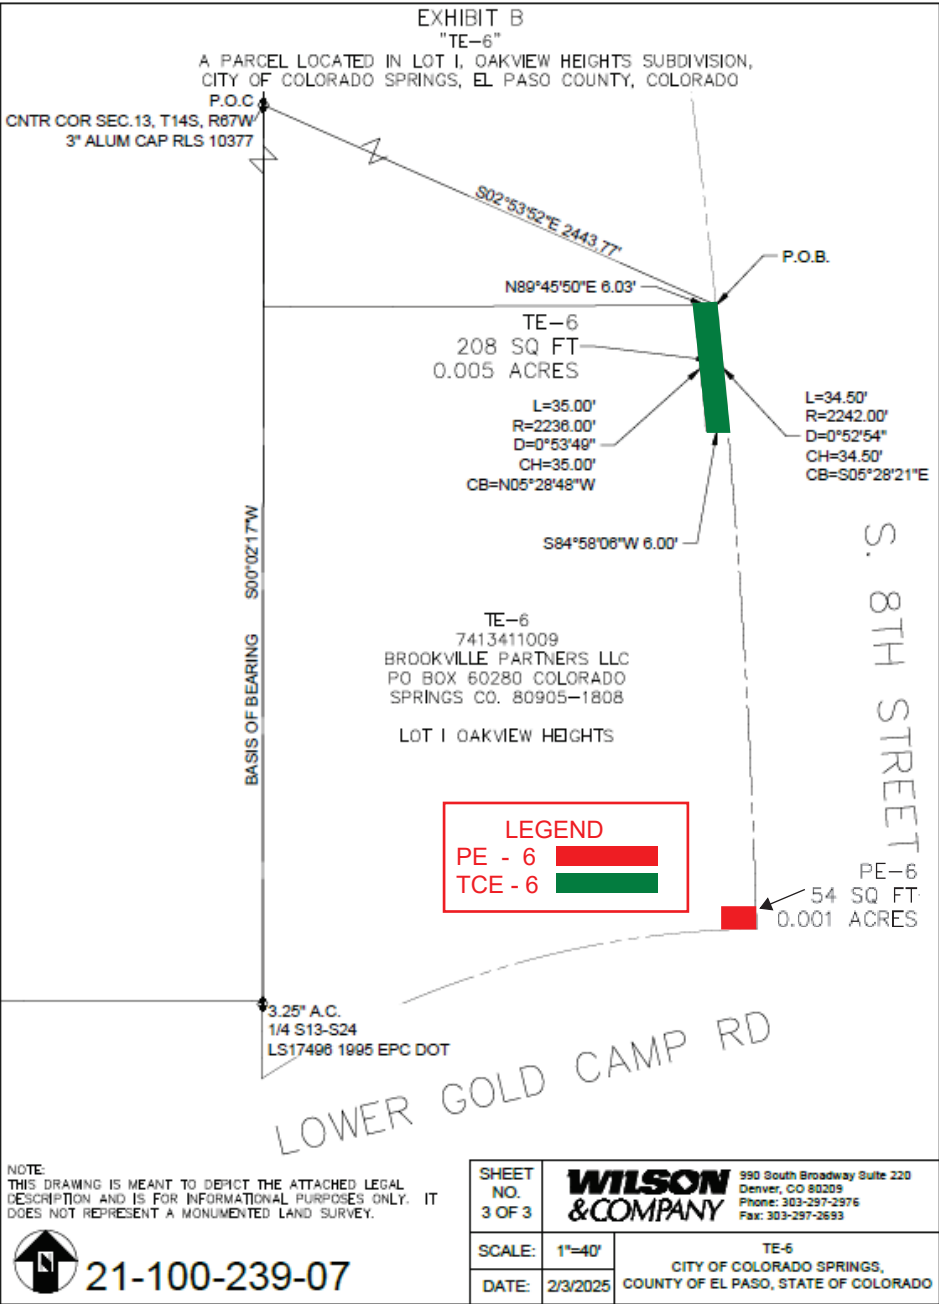 EXHIBIT B
"TE-6"
A PARCEL LOCATED IN LOT 1, OAKVIEW HEIGHTS SUBDIVISION,
CITY OF COLORADO SPRINGS, EL PASO COUNTY, COLORADO
P.O.C
CNTR COR SEC.13, T14S, R67W
3" ALUM CAP RLS 10377
S02°53'52"E 2443.77'
P.O.B.
N89°45'50"E 6.03'
TE-6
208 SQ FT
0.005 ACRES
L=35.00'
R=2236.00'
D=0°53'49"
CH=35.00'
CB=N05°28'48"W
L=34.50'
R=2242.00'
D=0°52'54"
CH=34.50'
CB=S05°28'21"E
S84°58'06"W 6.00'
BASIS OF BEARING S00°02'17"W
S. 8TH STREET
TE-6
7413411009
BROOKVILLE PARTNERS LLC
PO BOX 60280 COLORADO
SPRINGS CO. 80905-1808
LOT 1 OAKVIEW HEIGHTS
LEGEND
PE - 6
TCE - 6
PE-6
54 SQ FT
0.001 ACRES
3.25" A.C.
1/4 S13-S24
LS17496 1995 EPC DOT
LOWER GOLD CAMP RD
NOTE:
THIS DRAWING IS MEANT TO DEPICT THE ATTACHED LEGAL
DESCRIPTION AND IS FOR INFORMATIONAL PURPOSES ONLY. IT
DOES NOT REPRESENT A MONUMENTED LAND SURVEY.
N
21-100-239-07
SHEET
NO.
3 OF 3
WILSON
&COMPANY
990 South Broadway Suite 220
Denver, CO 80209
Phone: 303-297-2976
Fax: 303-297-2693
SCALE: 1"=40'
DATE: 2/3/2025
TE-6
CITY OF COLORADO SPRINGS,
COUNTY OF EL PASO, STATE OF COLORADO